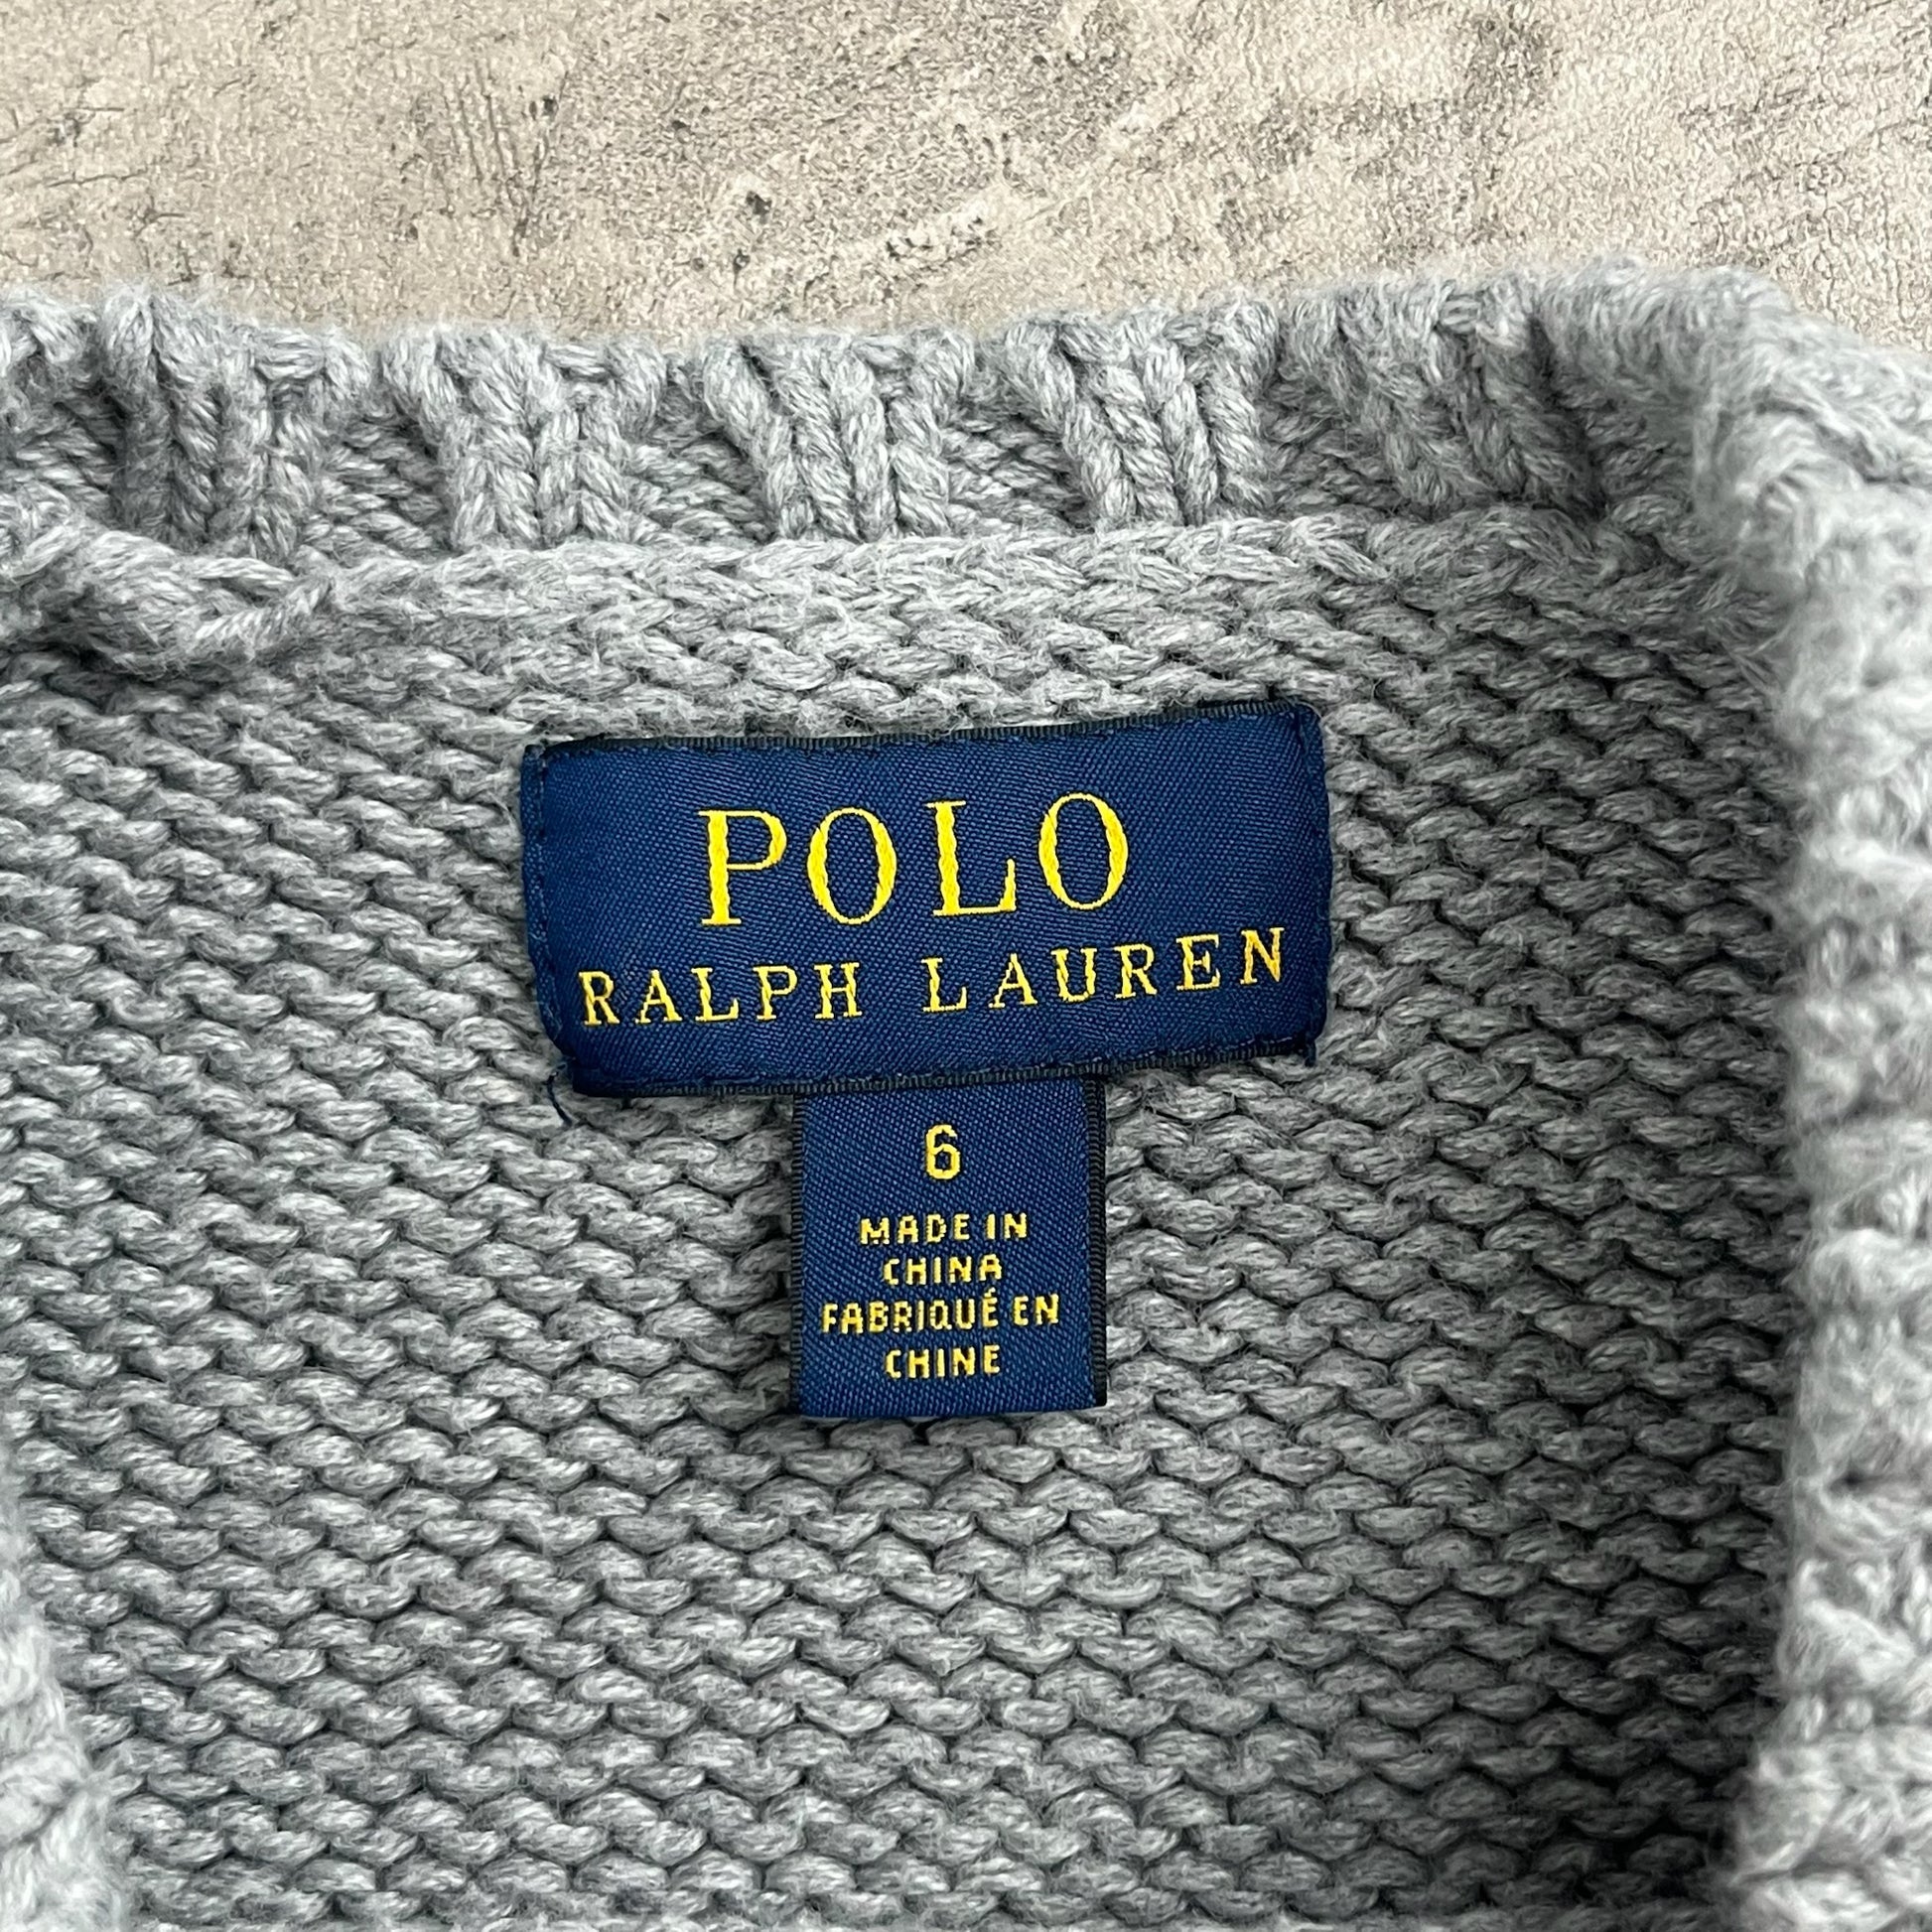 POLO
RALPH LAUREN
6
MADE IN
CHINA
FABRIQUÉ EN
CHINE